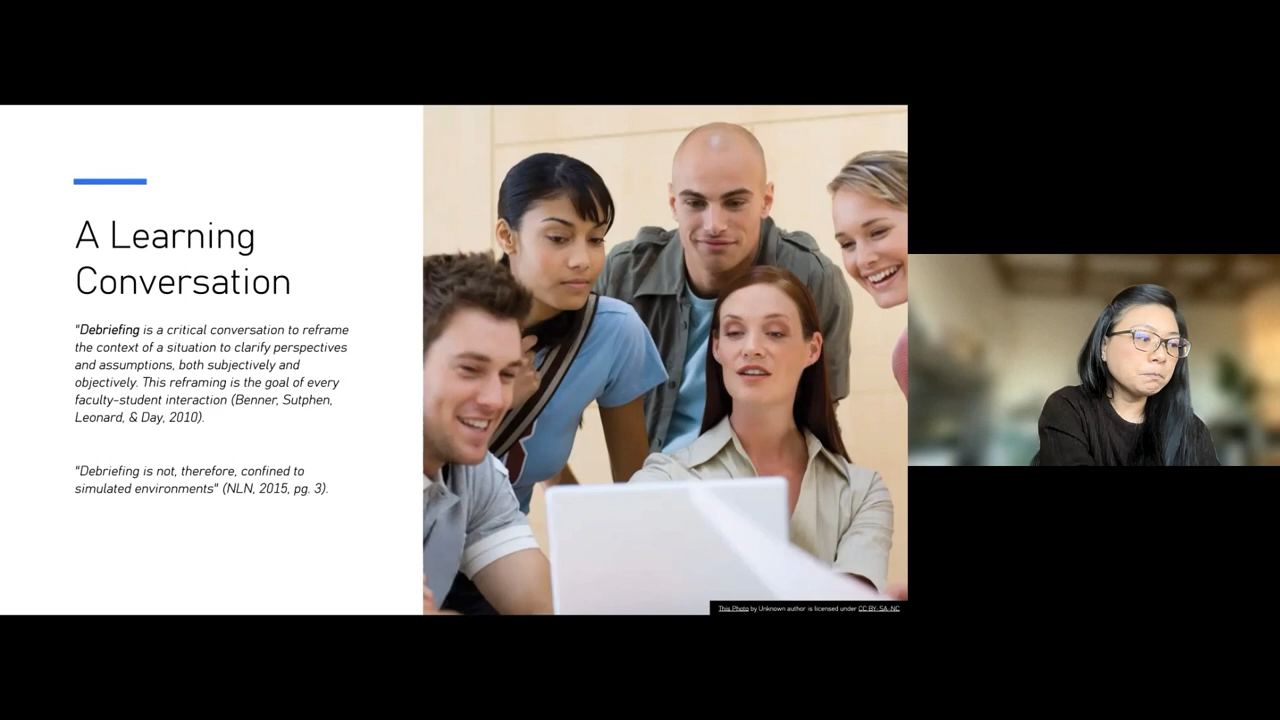 A Learning
Conversation
"Debriefing is a critical conversation to reframe
the context of a situation to clarify perspectives
and assumptions, both subjectively and
objectively. This reframing is the goal of every
faculty-student interaction (Benner, Sutphen,
Leonard, & Day, 2010).
"Debriefing is not, therefore, confined to
simulated environments" (NLN, 2015, pg. 3).
This Photo by Unknown author is licensed under CC BY-SA-NC.